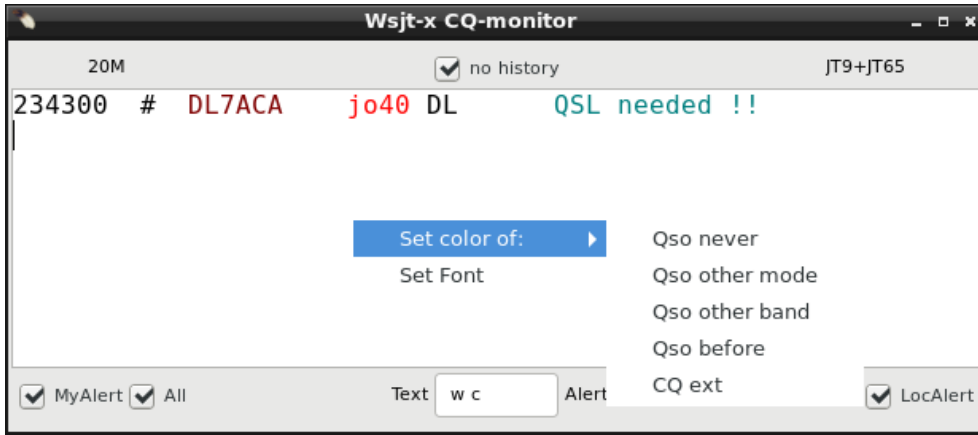 Wsjt-x CQ-monitor
20M no history JT9+JT65
234300 # DL7ACA jo40 DL QSL needed !!
Set color of: Qso never
Set Font Qso other mode
Qso other band
Qso before
CQ ext
MyAlert All Text w c Alert LocAlert